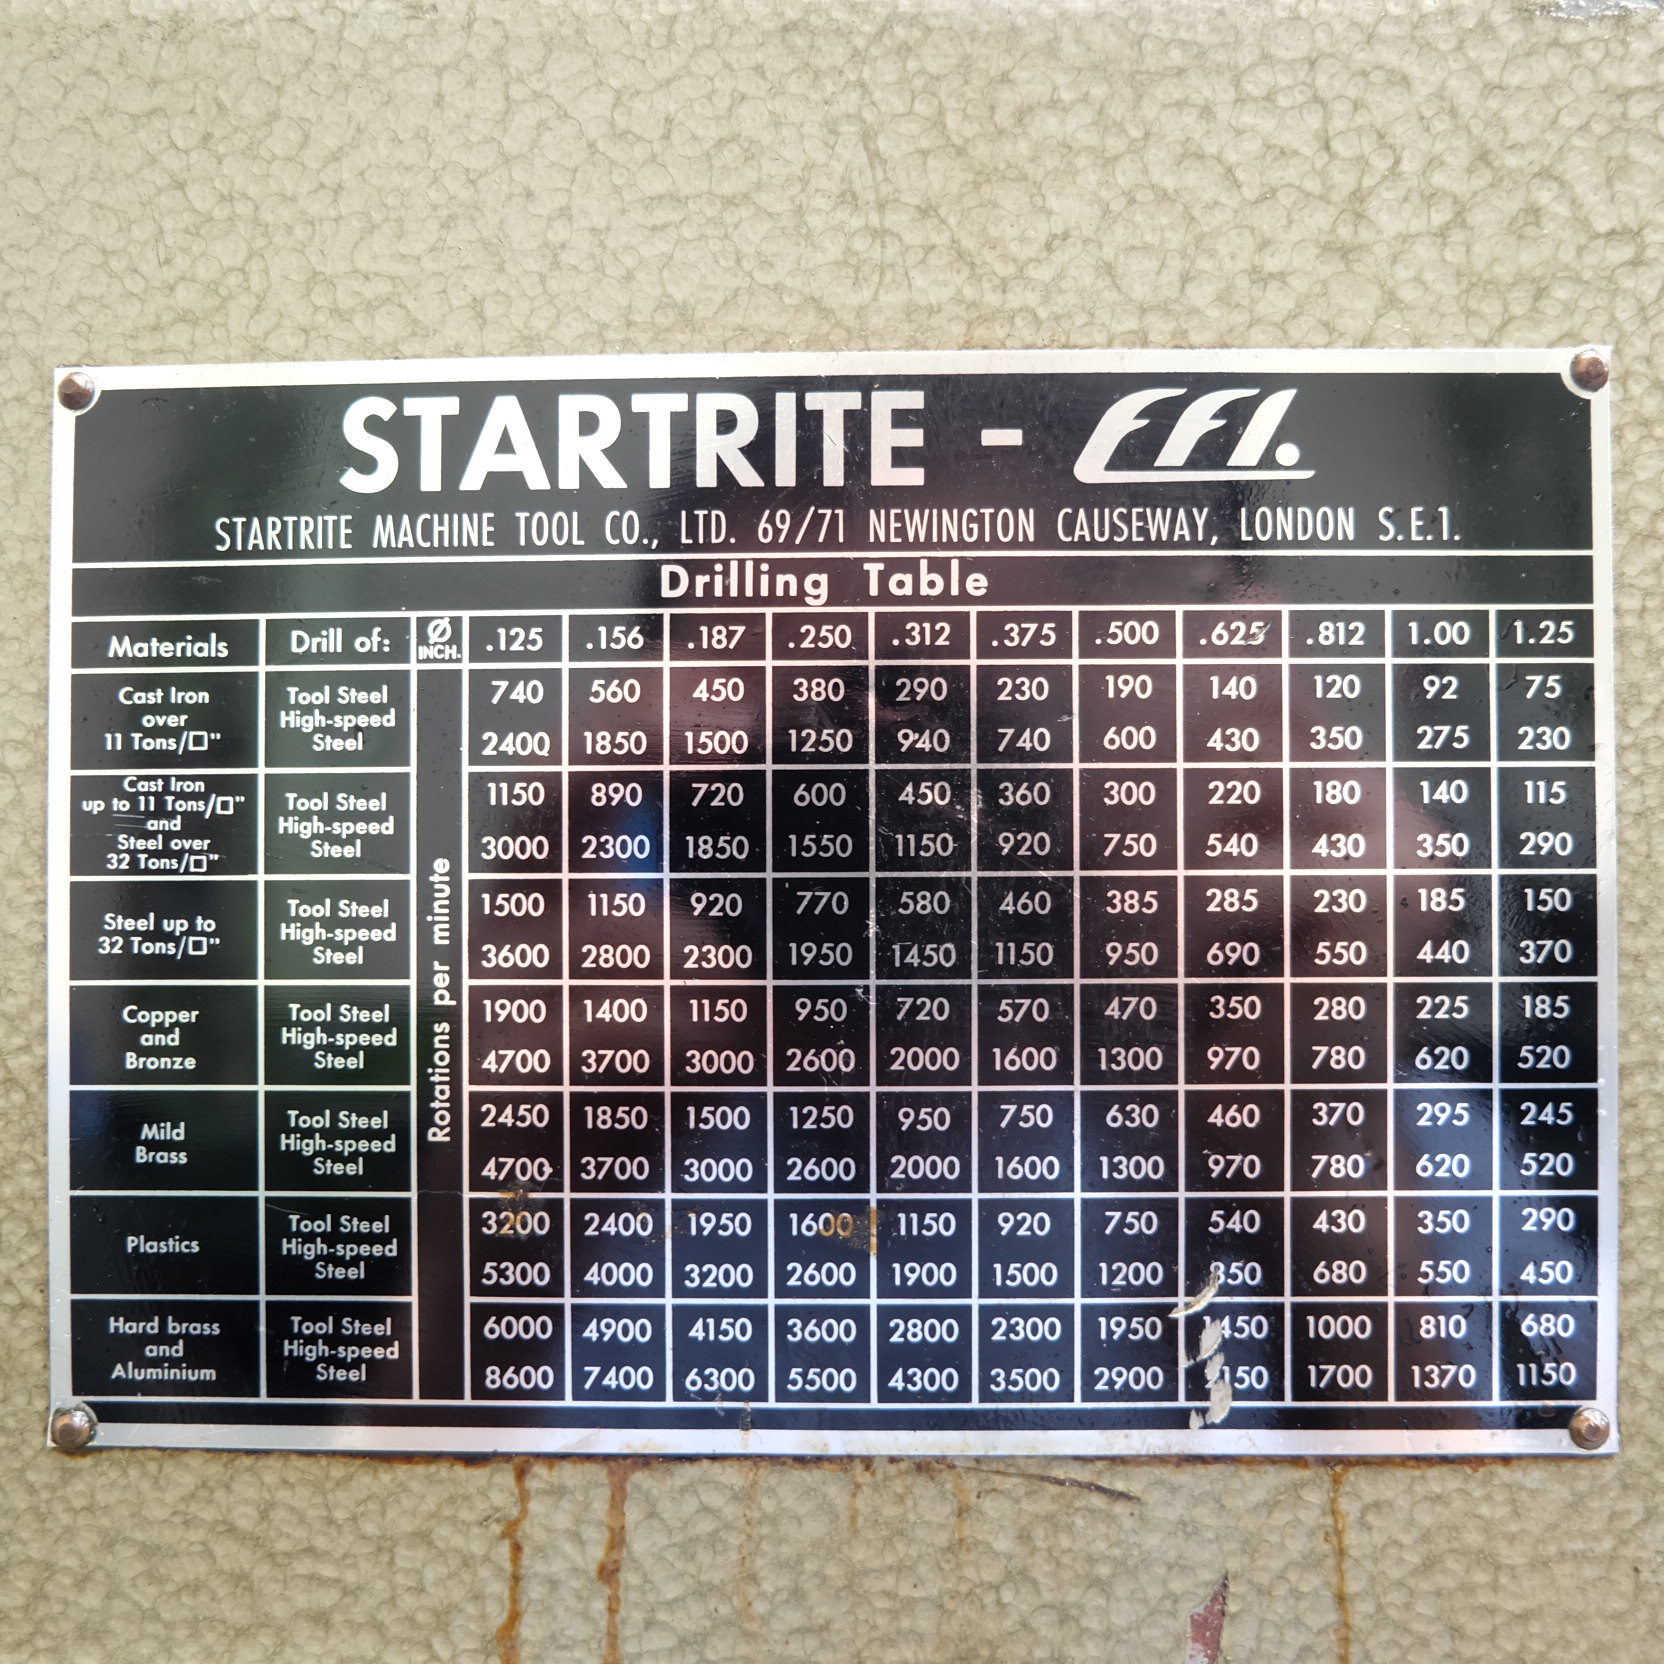 STARTRITE - EFI.
STARTRITE MACHINE TOOL CO., LTD. 69/71 NEWINGTON CAUSEWAY, LONDON S.E.1.
Drilling Table
Materials Drill of: Ø INCH. .125 .156 .187 .250 .312 .375 .500 .625 .812 1.00 1.25
Rotations per minute
Cast Iron over 11 Tons/□" Tool Steel 740 560 450 380 290 230 190 140 120 92 75
High-speed Steel 2400 1850 1500 1250 940 740 600 430 350 275 230
Cast Iron up to 11 Tons/□" and Steel over 32 Tons/□" Tool Steel 1150 890 720 600 450 360 300 220 180 140 115
High-speed Steel 3000 2300 1850 1550 1150 920 750 540 430 350 290
Steel up to 32 Tons/□" Tool Steel 1500 1150 920 770 580 460 385 285 230 185 150
High-speed Steel 3600 2800 2300 1950 1450 1150 950 690 550 440 370
Copper and Bronze Tool Steel 1900 1400 1150 950 720 570 470 350 280 225 185
High-speed Steel 4700 3700 3000 2600 2000 1600 1300 970 780 620 520
Mild Brass Tool Steel 2450 1850 1500 1250 950 750 630 460 370 295 245
High-speed Steel 4700 3700 3000 2600 2000 1600 1300 970 780 620 520
Plastics Tool Steel 3200 2400 1950 1600 1150 920 750 540 430 350 290
High-speed Steel 5300 4000 3200 2600 1900 1500 1200 850 680 550 450
Hard brass and Aluminium Tool Steel 6000 4900 4150 3600 2800 2300 1950 1450 1000 810 680
High-speed Steel 8600 7400 6300 5500 4300 3500 2900 1700 1370 1150